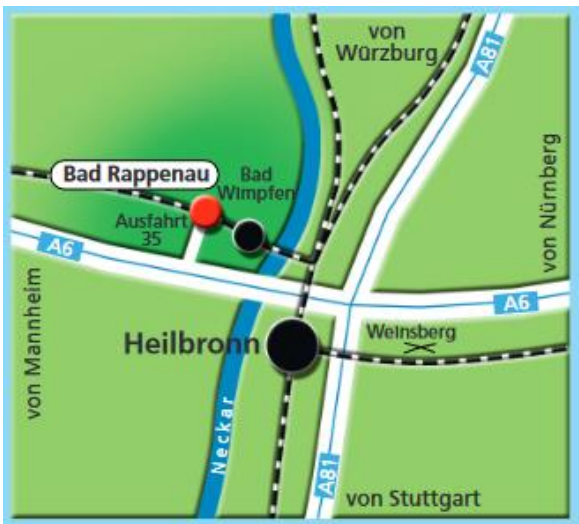 von
Würzburg
A81
Bad Rappenau
Bad
Wimpfen
Ausfahrt
35
A6
von Nürnberg
von Mannheim
A6
Heilbronn
Weinsberg
Neckar
A81
von Stuttgart